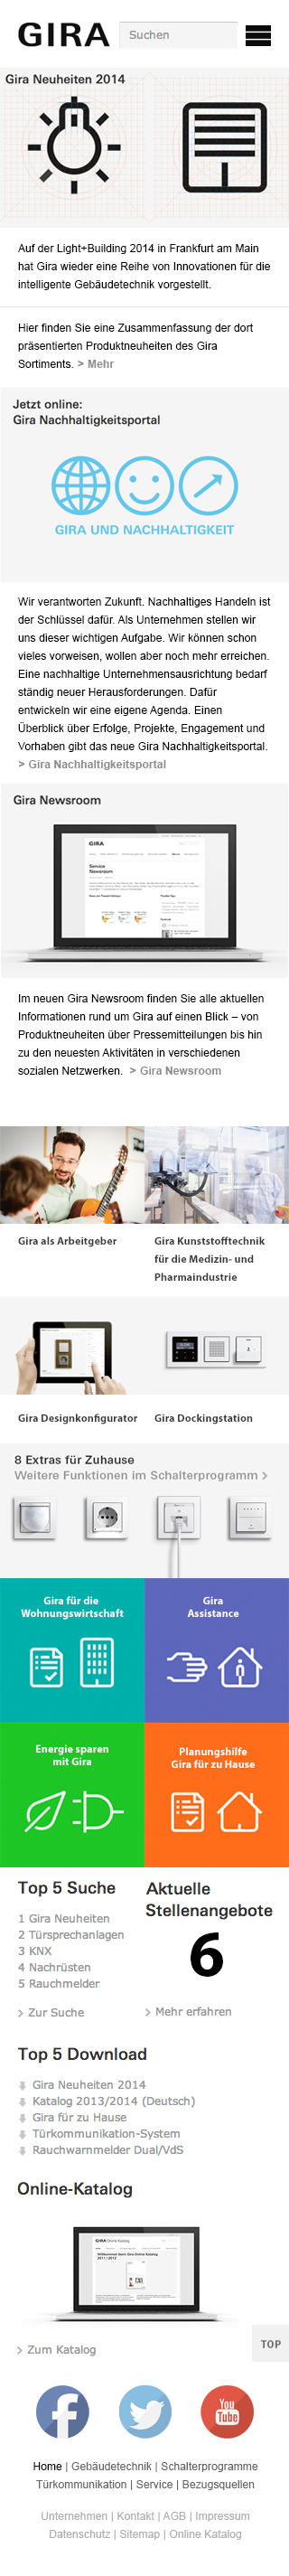 GIRA
Suchen
Gira Neuheiten 2014
Auf der Light+Building 2014 in Frankfurt am Main
hat Gira wieder eine Reihe von Innovationen für die
intelligente Gebäudetechnik vorgestellt.
Hier finden Sie eine Zusammenfassung der dort
präsentierten Produktneuheiten des Gira
Sortiments. > Mehr
Jetzt online:
Gira Nachhaltigkeitsportal
GIRA UND NACHHALTIGKEIT
Wir verantworten Zukunft. Nachhaltiges Handeln ist
der Schlüssel dafür. Als Unternehmen stellen wir
uns dieser wichtigen Aufgabe. Wir können schon
vieles vorweisen, wollen aber noch mehr erreichen.
Eine nachhaltige Unternehmensausrichtung bedarf
ständig neuer Herausforderungen. Dafür
entwickeln wir eine eigene Agenda. Einen
Überblick über Erfolge, Projekte, Engagement und
Vorhaben gibt das neue Gira Nachhaltigkeitsportal.
> Gira Nachhaltigkeitsportal
Gira Newsroom
GIRA
Service
Newsroom
Im neuen Gira Newsroom finden Sie alle aktuellen
Informationen rund um Gira auf einen Blick – von
Produktneuheiten über Pressemitteilungen bis hin
zu den neuesten Aktivitäten in verschiedenen
sozialen Netzwerken. > Gira Newsroom
Gira als Arbeitgeber
Gira Kunststofftechnik
für die Medizin- und
Pharmaindustrie
Gira Designkonfigurator
Gira Dockingstation
8 Extras für Zuhause
Weitere Funktionen im Schalterprogramm >
Gira für die
Wohnungswirtschaft
Gira
Assistance
Energie sparen
mit Gira
Planungshilfe
Gira für zu Hause
Top 5 Suche
1 Gira Neuheiten
2 Türsprechanlagen
3 KNX
4 Nachrüsten
5 Rauchmelder
> Zur Suche
Aktuelle
Stellenangebote
6
> Mehr erfahren
Top 5 Download
Gira Neuheiten 2014
Katalog 2013/2014 (Deutsch)
Gira für zu Hause
Türkommunikation-System
Rauchwarnmelder Dual/VdS
Online-Katalog
GIRA Online Katalog
> Zum Katalog
TOP
You
Tube
Home | Gebäudetechnik | Schalterprogramme
Türkommunikation | Service | Bezugsquellen
Unternehmen | Kontakt | AGB | Impressum
Datenschutz | Sitemap | Online Katalog